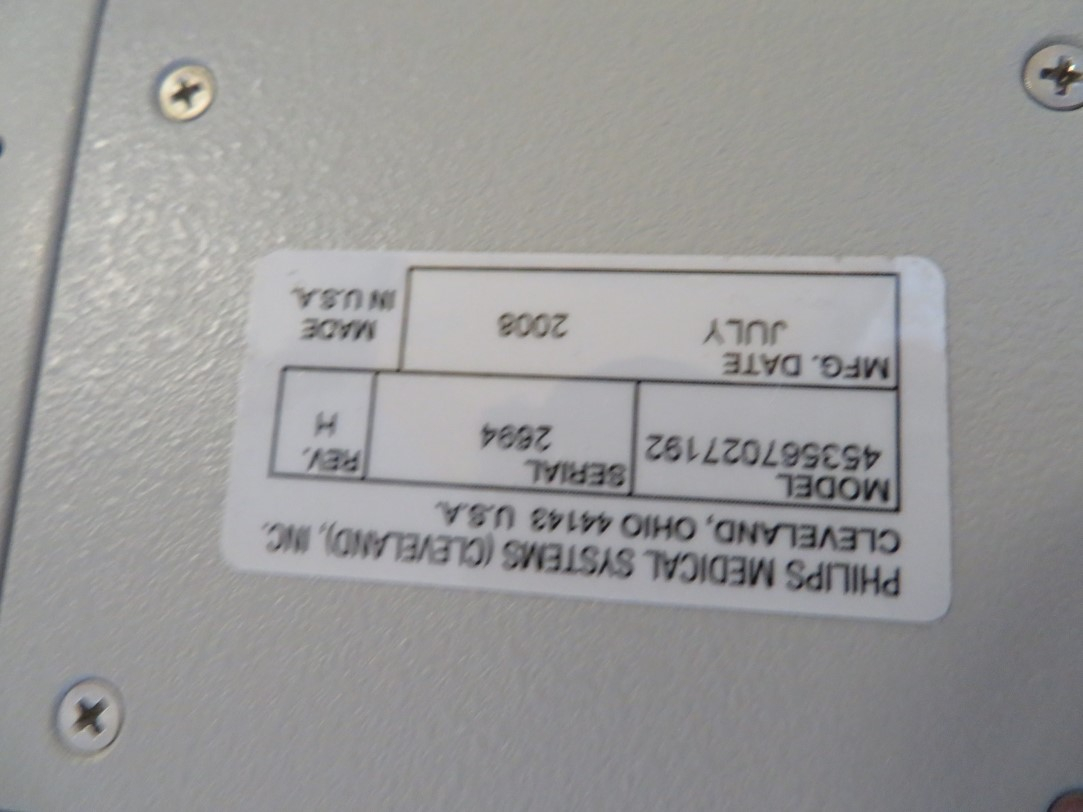 PHILIPS MEDICAL SYSTEMS (CLEVELAND), INC.
CLEVELAND, OHIO 44143 U.S.A.
MODEL
453567027192
SERIAL
2694
REV.
H
MFG. DATE
JULY 2008
MADE
IN U.S.A.